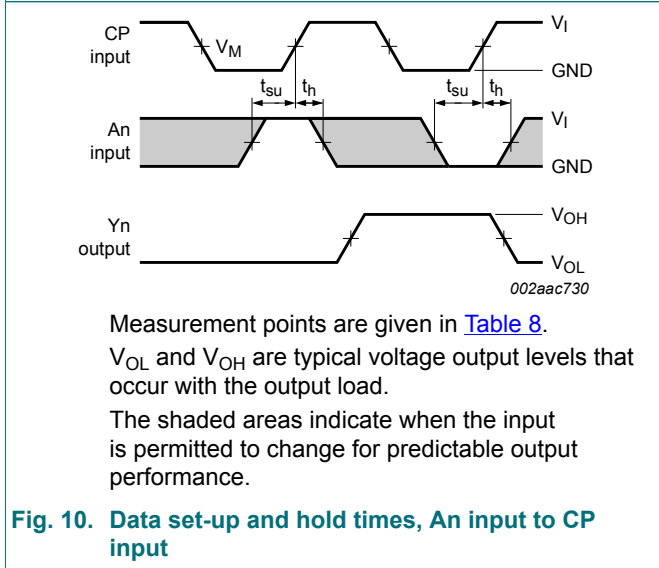 CP
input
V_M
V_I
GND
t_su t_h t_su t_h
An
input
V_I
GND
Yn
output
V_OH
V_OL
002aac730
Measurement points are given in Table 8.
V_OL and V_OH are typical voltage output levels that
occur with the output load.
The shaded areas indicate when the input
is permitted to change for predictable output
performance.
Fig. 10. Data set-up and hold times, An input to CP
input